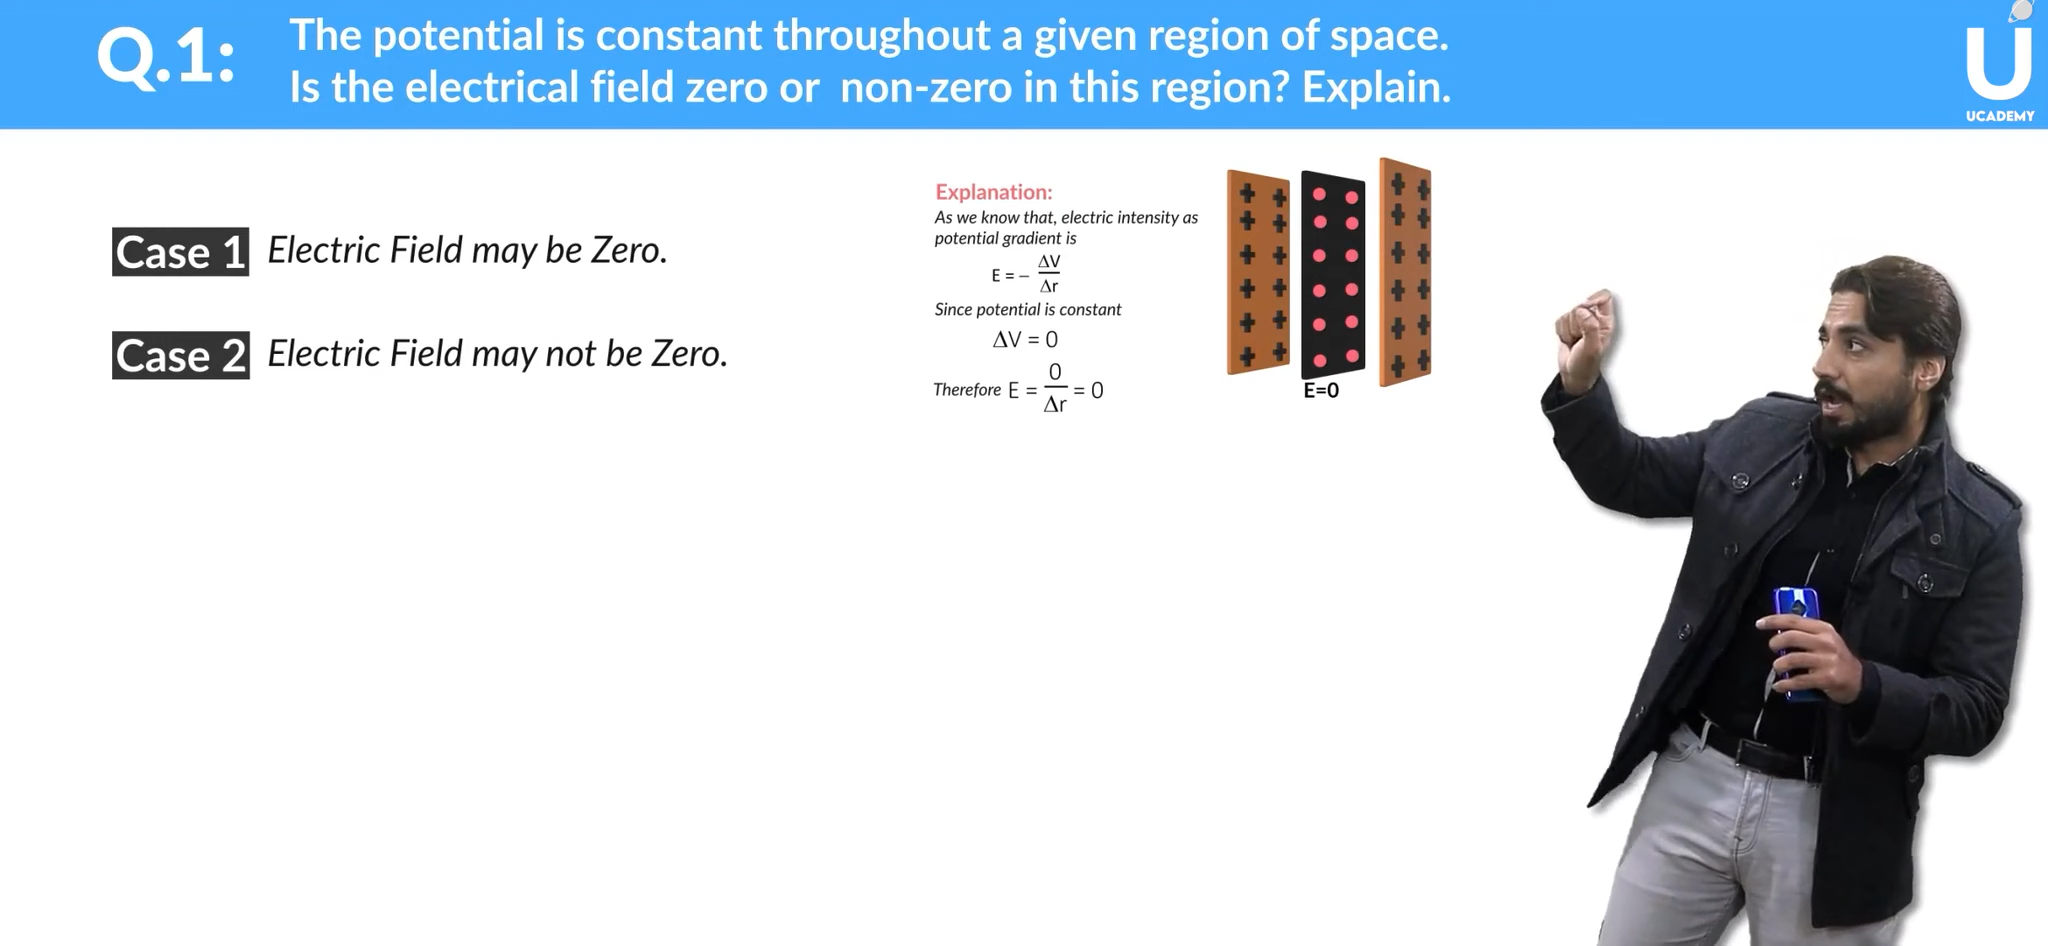 Q.1:
The potential is constant throughout a given region of space.
Is the electrical field zero or non-zero in this region? Explain.
U
UCADEMY
Case 1 Electric Field may be Zero.
Case 2 Electric Field may not be Zero.
Explanation:
As we know that, electric intensity as
potential gradient is
E = – ΔV/Δr
Since potential is constant
ΔV = 0
Therefore E = 0/Δr = 0
E=0